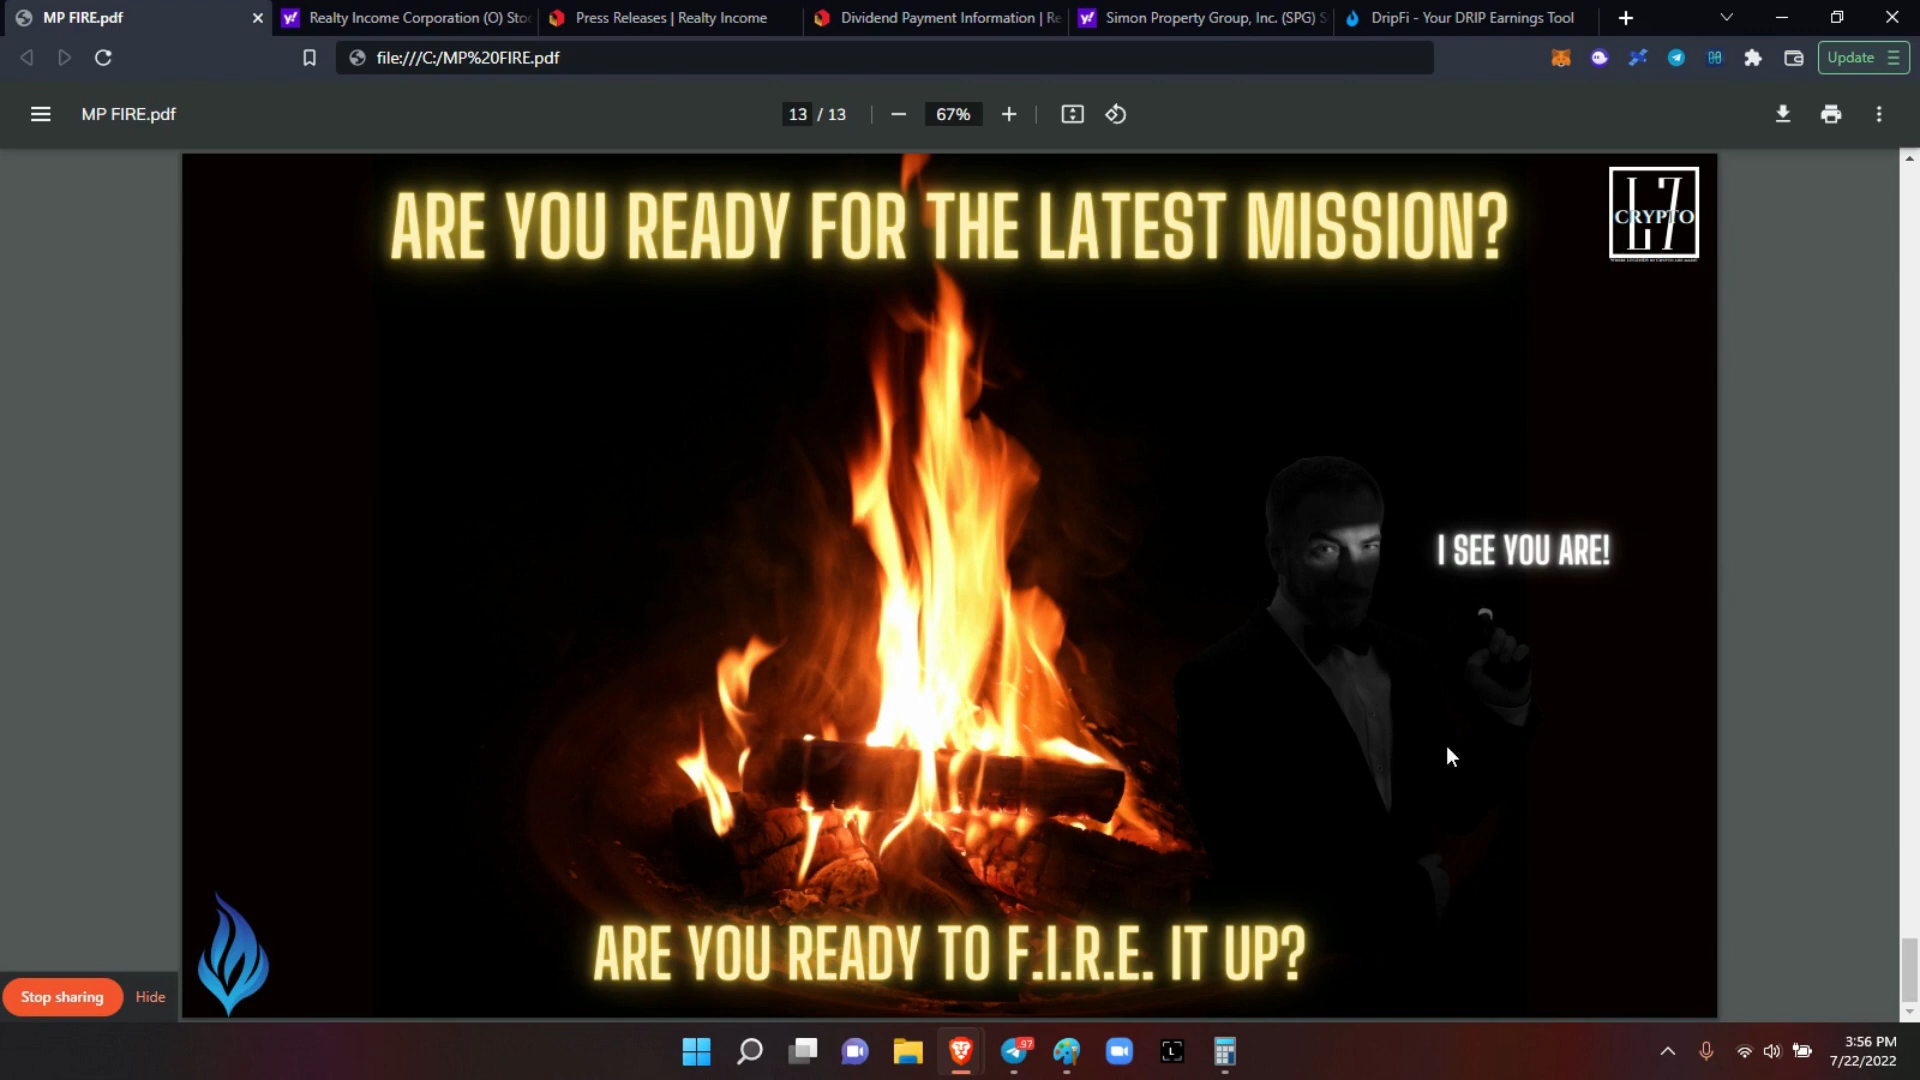 MP FIRE.pdf
Realty Income Corporation (O) Stoc
Press Releases | Realty Income
Dividend Payment Information | Re
Simon Property Group, Inc. (SPG) S
DripFi - Your DRIP Earnings Tool
file:///C:/MP%20FIRE.pdf
Update
MP FIRE.pdf
13 / 13
67%
ARE YOU READY FOR THE LATEST MISSION?
L7
CRYPTO
I SEE YOU ARE!
ARE YOU READY TO F.I.R.E. IT UP?
Stop sharing
Hide
97
3:56 PM
7/22/2022